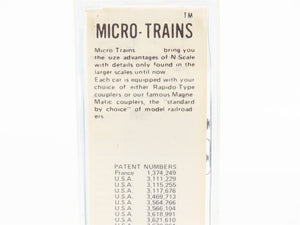 TM
MICRO-TRAINS
Micro Trains bring you
the size advantages of N-Scale
with details only found in the
larger scales until now.
Each car is equipped with your
choice of either Rapido-Type
couplers or our famous Magne-
Matic couplers, the "standard
by choice" of model railroad-
ers.
PATENT NUMBERS
France 1,374,249
U.S.A. 3,111,229
U.S.A. 3,115,255
U.S.A. 3,117,676
U.S.A. 3,469,713
U.S.A. 3,564,766
U.S.A. 3,566,104
U.S.A. 3,618,991
U.S.A. 3,621,610